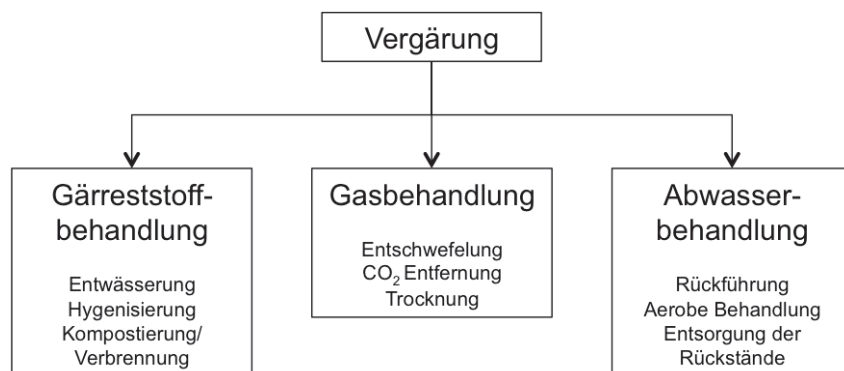 Vergärung
Gärreststoff-
behandlung
Entwässerung
Hygenisierung
Kompostierung/
Verbrennung
Gasbehandlung
Entschwefelung
CO₂ Entfernung
Trocknung
Abwasser-
behandlung
Rückführung
Aerobe Behandlung
Entsorgung der
Rückstände